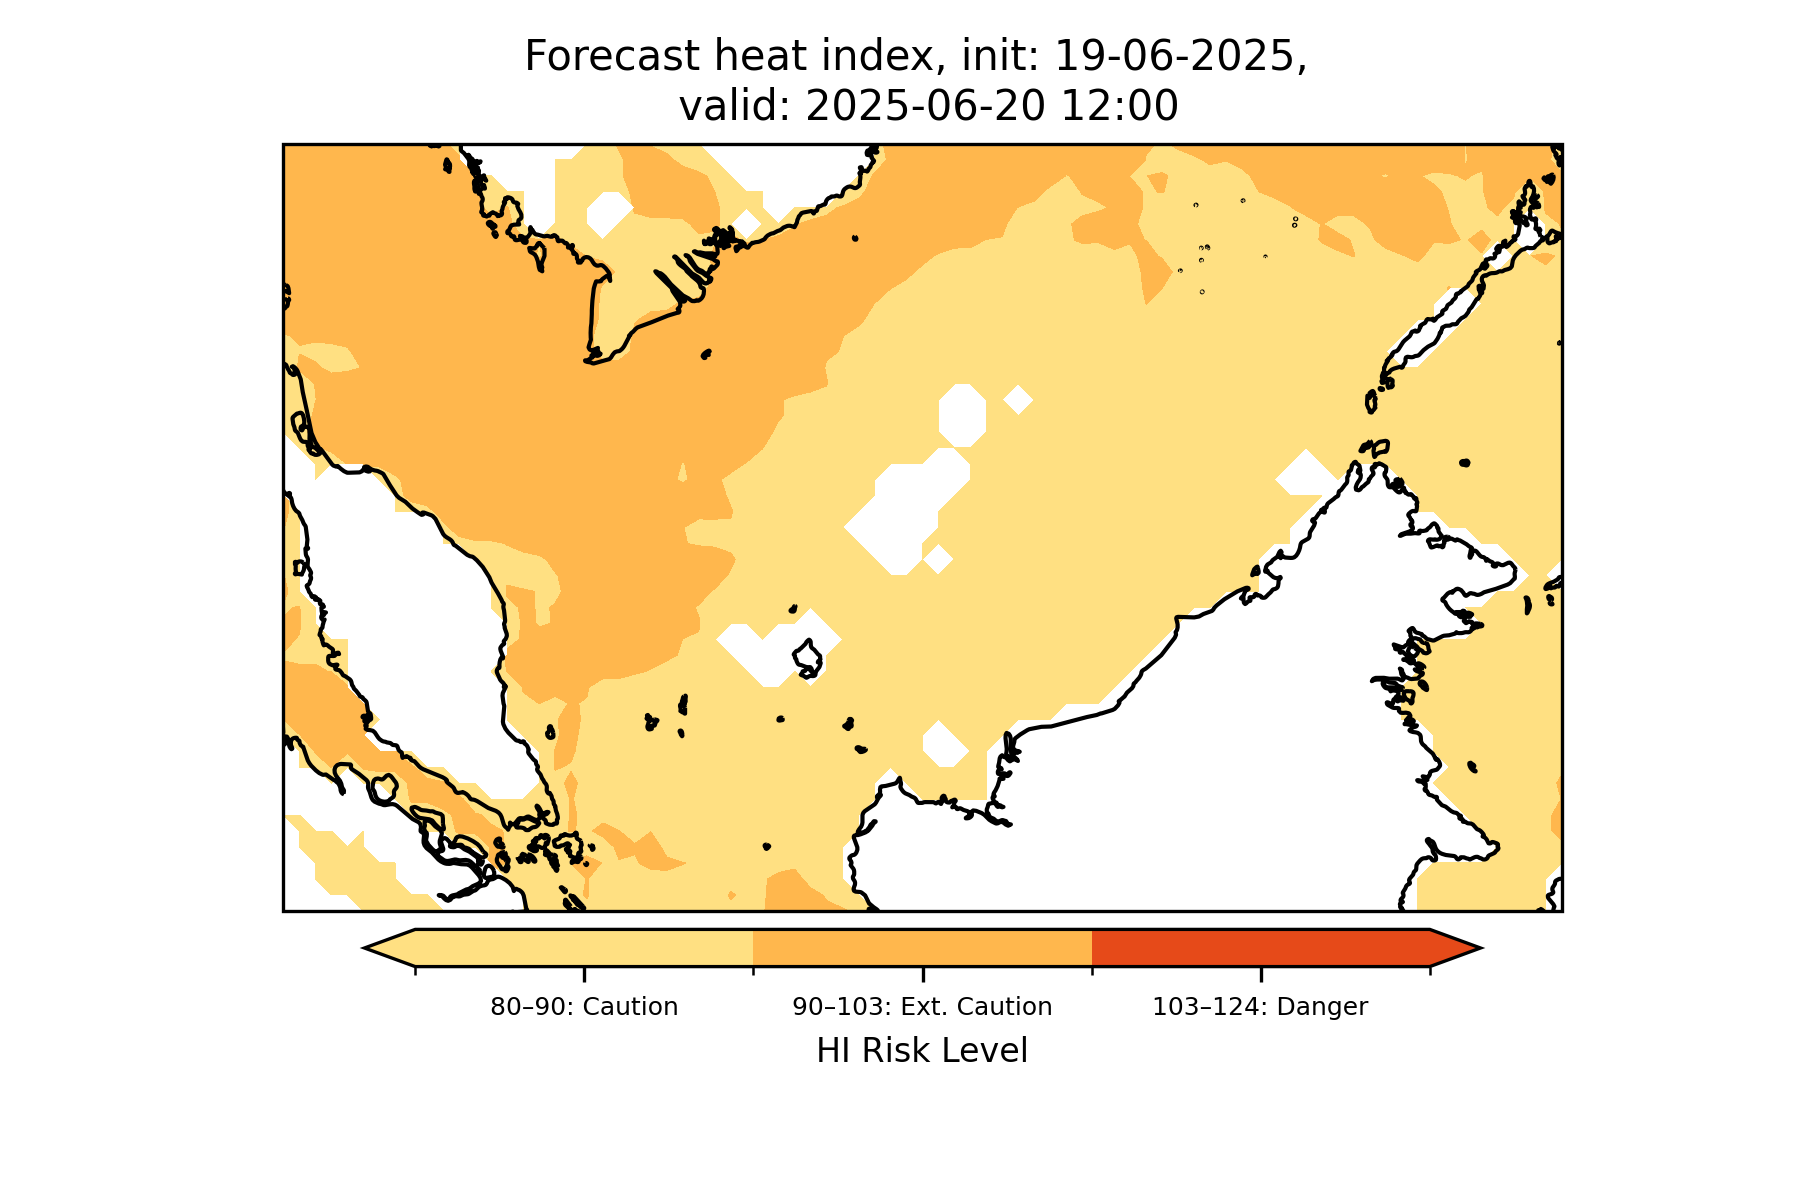 Forecast heat index, init: 19-06-2025,
valid: 2025-06-20 12:00
80–90: Caution
90–103: Ext. Caution
103–124: Danger
HI Risk Level